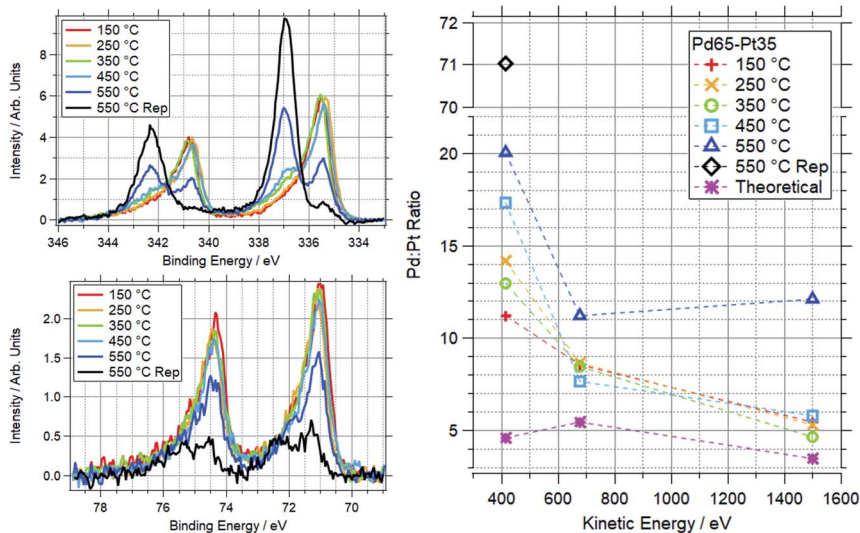 150 °C
250 °C
350 °C
450 °C
550 °C
550 °C Rep
Intensity / Arb. Units
8
6
4
2
0
346 344 342 340 338 336 334
Binding Energy / eV
150 °C
250 °C
350 °C
450 °C
550 °C
550 °C Rep
Intensity / Arb. Units
2.0
1.5
1.0
0.5
0.0
78 76 74 72 70
Binding Energy / eV
72
71
70
20
15
10
5
Pd:Pt Ratio
Pd65-Pt35
150 °C
250 °C
350 °C
450 °C
550 °C
550 °C Rep
Theoretical
400 600 800 1000 1200 1400 1600
Kinetic Energy / eV